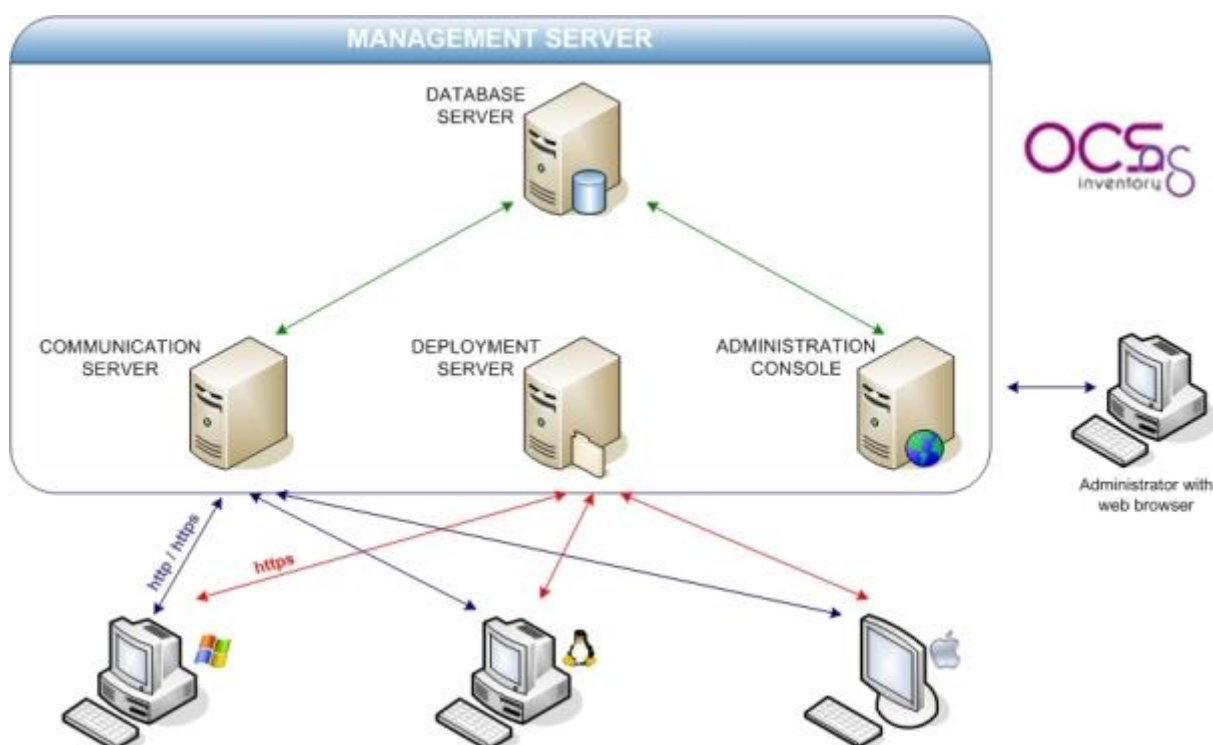 MANAGEMENT SERVER
DATABASE
SERVER
OCS
inventory
ng
COMMUNICATION
SERVER
DEPLOYMENT
SERVER
ADMINISTRATION
CONSOLE
Administrator with
web browser
http / https
https